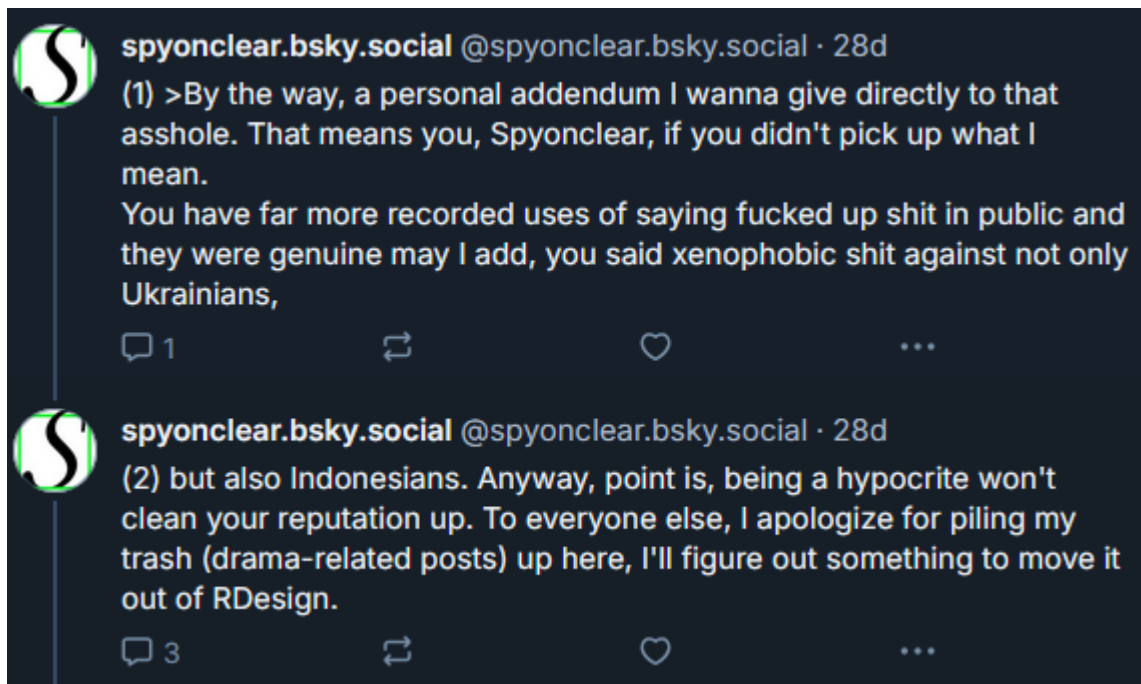 S
spyonclear.bsky.social @spyonclear.bsky.social · 28d
(1) >By the way, a personal addendum I wanna give directly to that
asshole. That means you, Spyonclear, if you didn't pick up what I
mean.
You have far more recorded uses of saying fucked up shit in public and
they were genuine may I add, you said xenophobic shit against not only
Ukrainians,
1
S
spyonclear.bsky.social @spyonclear.bsky.social · 28d
(2) but also Indonesians. Anyway, point is, being a hypocrite won't
clean your reputation up. To everyone else, I apologize for piling my
trash (drama-related posts) up here, I'll figure out something to move it
out of RDesign.
3